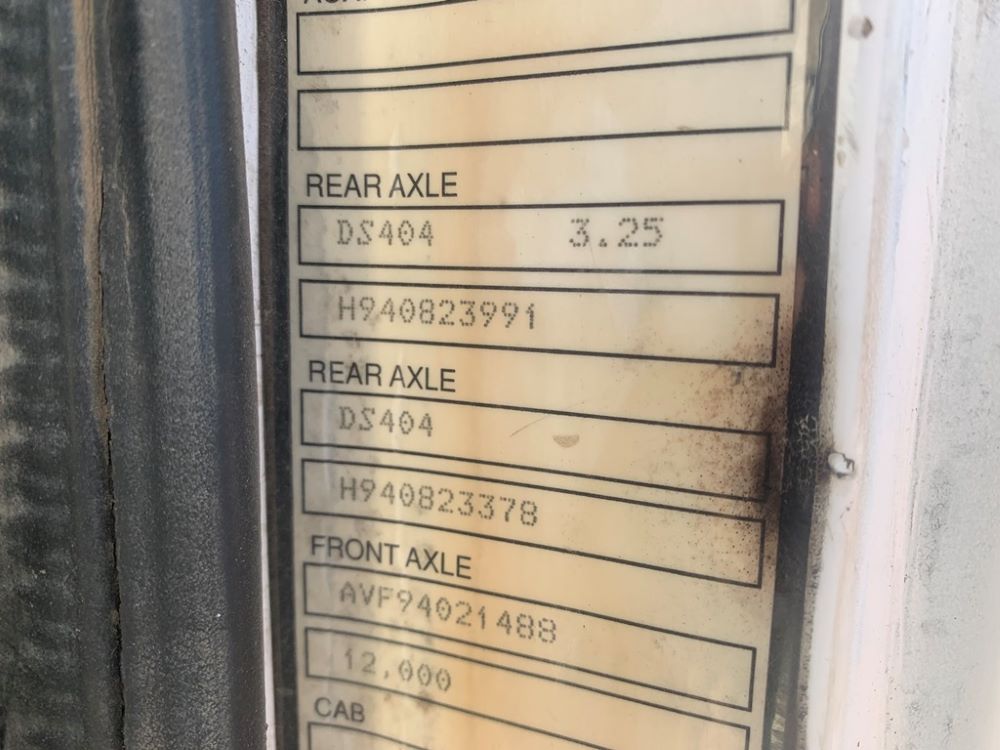 REAR AXLE
DS404 3.25
H940823991
REAR AXLE
DS404
H940823378
FRONT AXLE
AVF94021488
12,000
CAB